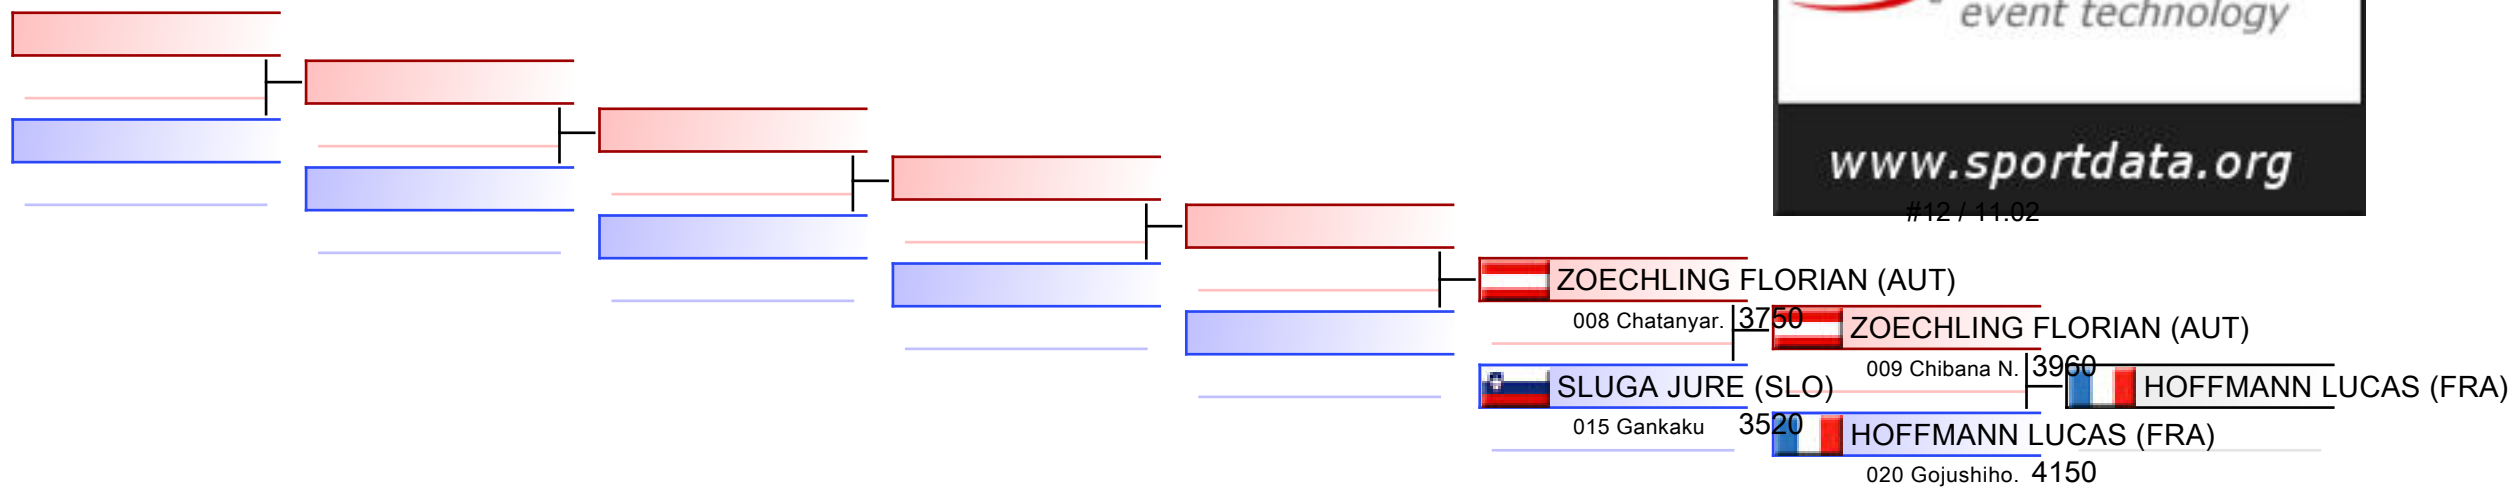 event technology
www.sportdata.org
#12 / 11.02
ZOECHLING FLORIAN (AUT)
008 Chatanyar. 3750
SLUGA JURE (SLO)
015 Gankaku 3520
ZOECHLING FLORIAN (AUT)
009 Chibana N. 3960
HOFFMANN LUCAS (FRA)
020 Gojushiho. 4150
HOFFMANN LUCAS (FRA)